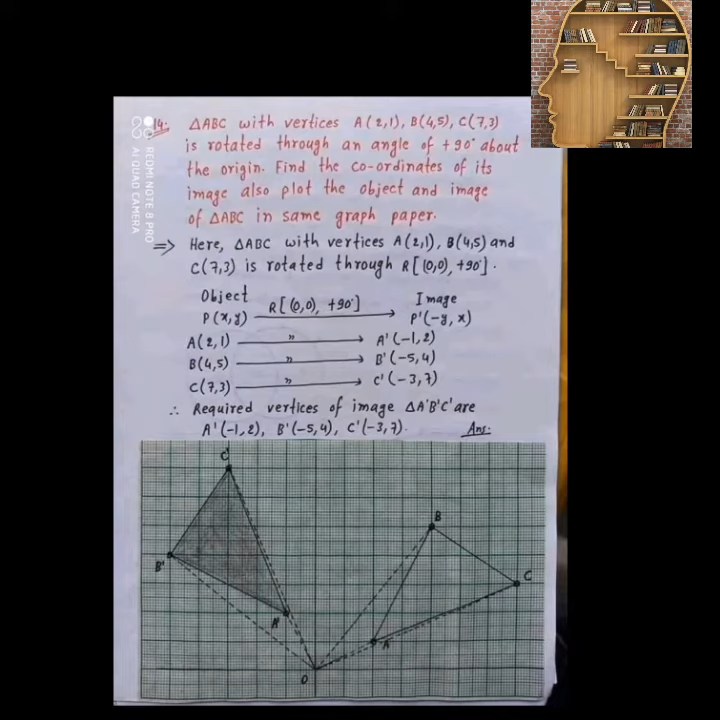 14. △ABC with vertices A(2,1), B(4,5), C(7,3)
is rotated through an angle of +90° about
the origin. Find the co-ordinates of its
image also plot the object and image
of △ABC in same graph paper.
⇒ Here, △ABC with vertices A(2,1), B(4,5) and
C(7,3) is rotated through R[(0,0), +90°].
Object R[(0,0), +90°] Image
P(x,y) → P'(-y, x)
A(2,1) → " A'(-1,2)
B(4,5) → " B'(-5,4)
C(7,3) → " C'(-3,7)
∴ Required vertices of image △A'B'C' are
A'(-1,2), B'(-5,4), C'(-3,7). Ans:
C'
B
B'
C
A'
A
O
REDMI NOTE 8 PRO
AI QUAD CAMERA